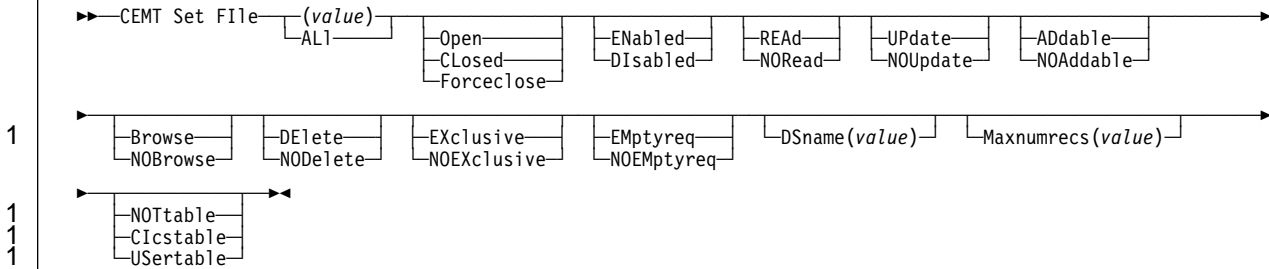 CEMT Set FIle (value) Open ENabled REAd UPdate ADdable
ALl CLosed DIsabled NORead NOUpdate NOAddable
Forceclose
1 Browse DElete EXclusive EMptyreq DSname(value) Maxnumrecs(value)
NOBrowse NODelete NOEXclusive NOEMptyreq
1 NOTtable
1 CIcstable
1 USertable